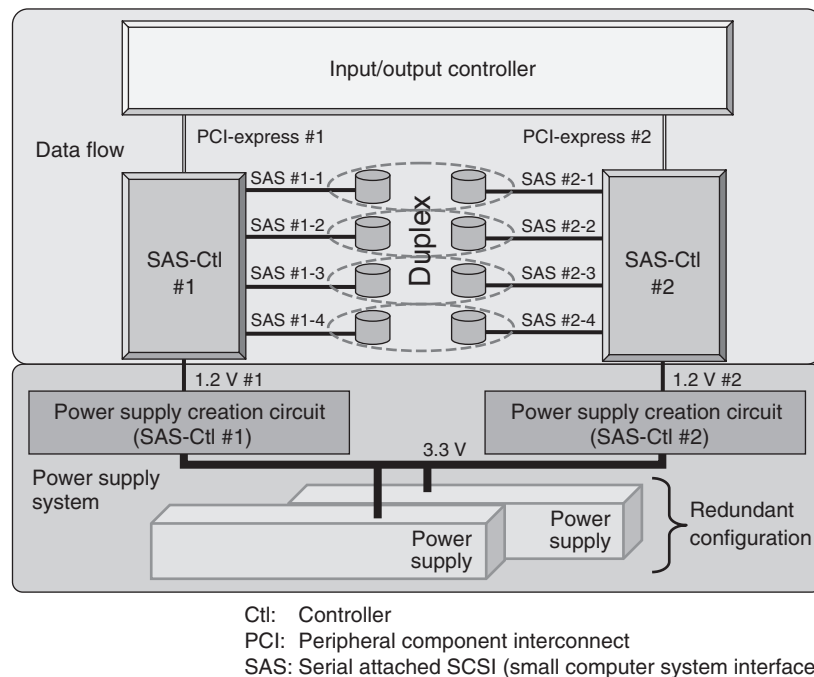 Input/output controller
PCI-express #1
PCI-express #2
Data flow
SAS #1-1
SAS #2-1
SAS #1-2
SAS #2-2
SAS-Ctl
#1
Duplex
SAS-Ctl
#2
SAS #1-3
SAS #2-3
SAS #1-4
SAS #2-4
1.2 V #1
1.2 V #2
Power supply creation circuit
(SAS-Ctl #1)
Power supply creation circuit
(SAS-Ctl #2)
3.3 V
Power supply
system
Power
supply
Power
supply
Redundant
configuration
Ctl: Controller
PCI: Peripheral component interconnect
SAS: Serial attached SCSI (small computer system interface